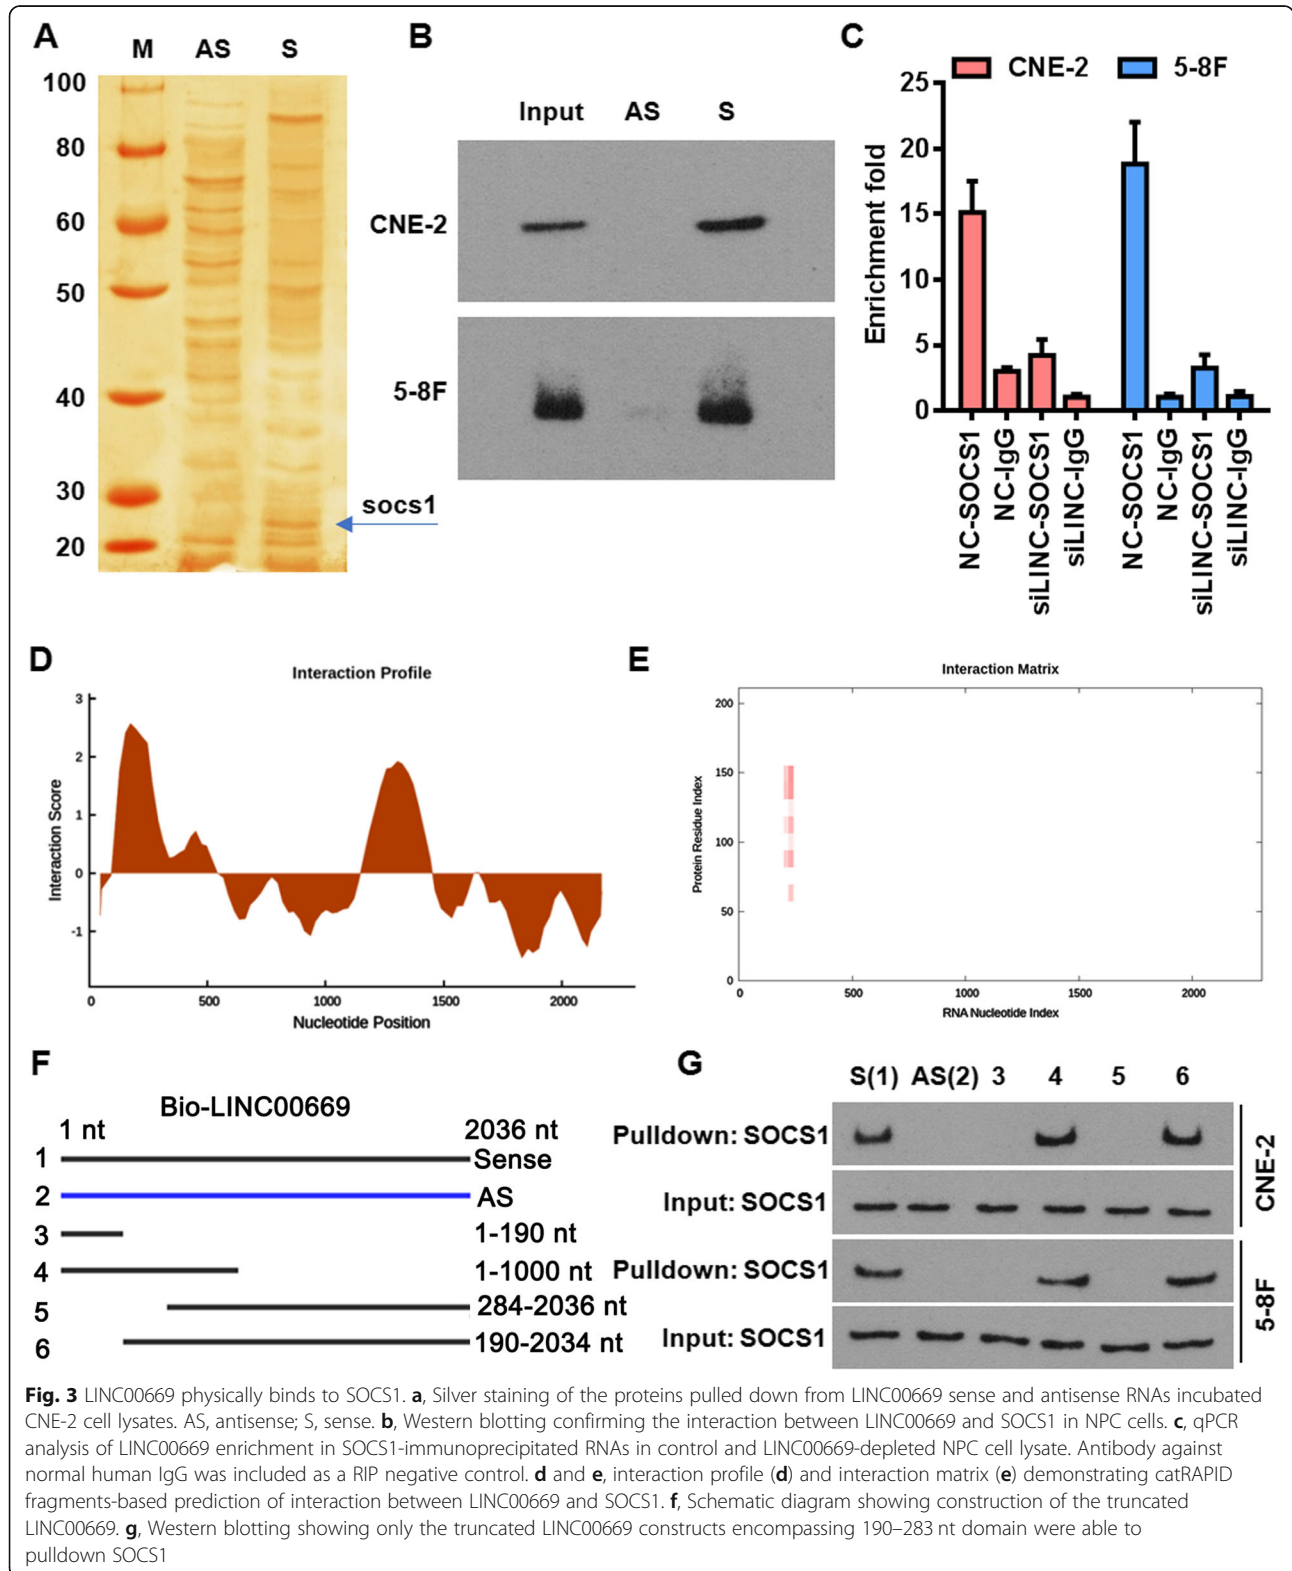 A
M AS S
100
80
60
50
40
30
20
socs1
B
Input AS S
CNE-2
5-8F
C
CNE-2 5-8F
Enrichment fold
25
20
15
10
5
0
NC-SOCS1
NC-IgG
siLINC-SOCS1
siLINC-IgG
NC-SOCS1
NC-IgG
siLINC-SOCS1
siLINC-IgG
D
Interaction Profile
Interaction Score
3
2
1
0
-1
0 500 1000 1500 2000
Nucleotide Position
E
Interaction Matrix
Protein Residue Index
200
150
100
50
0
0 500 1000 1500 2000
RNA Nucleotide Index
F
Bio-LINC00669
1 nt 2036 nt
1 Sense
2 AS
3 1-190 nt
4 1-1000 nt
5 284-2036 nt
6 190-2034 nt
G
S(1) AS(2) 3 4 5 6
Pulldown: SOCS1
Input: SOCS1
CNE-2
Pulldown: SOCS1
Input: SOCS1
5-8F
Fig. 3 LINC00669 physically binds to SOCS1. a, Silver staining of the proteins pulled down from LINC00669 sense and antisense RNAs incubated
CNE-2 cell lysates. AS, antisense; S, sense. b, Western blotting confirming the interaction between LINC00669 and SOCS1 in NPC cells. c, qPCR
analysis of LINC00669 enrichment in SOCS1-immunoprecipitated RNAs in control and LINC00669-depleted NPC cell lysate. Antibody against
normal human IgG was included as a RIP negative control. d and e, interaction profile (d) and interaction matrix (e) demonstrating catRAPID
fragments-based prediction of interaction between LINC00669 and SOCS1. f, Schematic diagram showing construction of the truncated
LINC00669. g, Western blotting showing only the truncated LINC00669 constructs encompassing 190–283 nt domain were able to
pulldown SOCS1